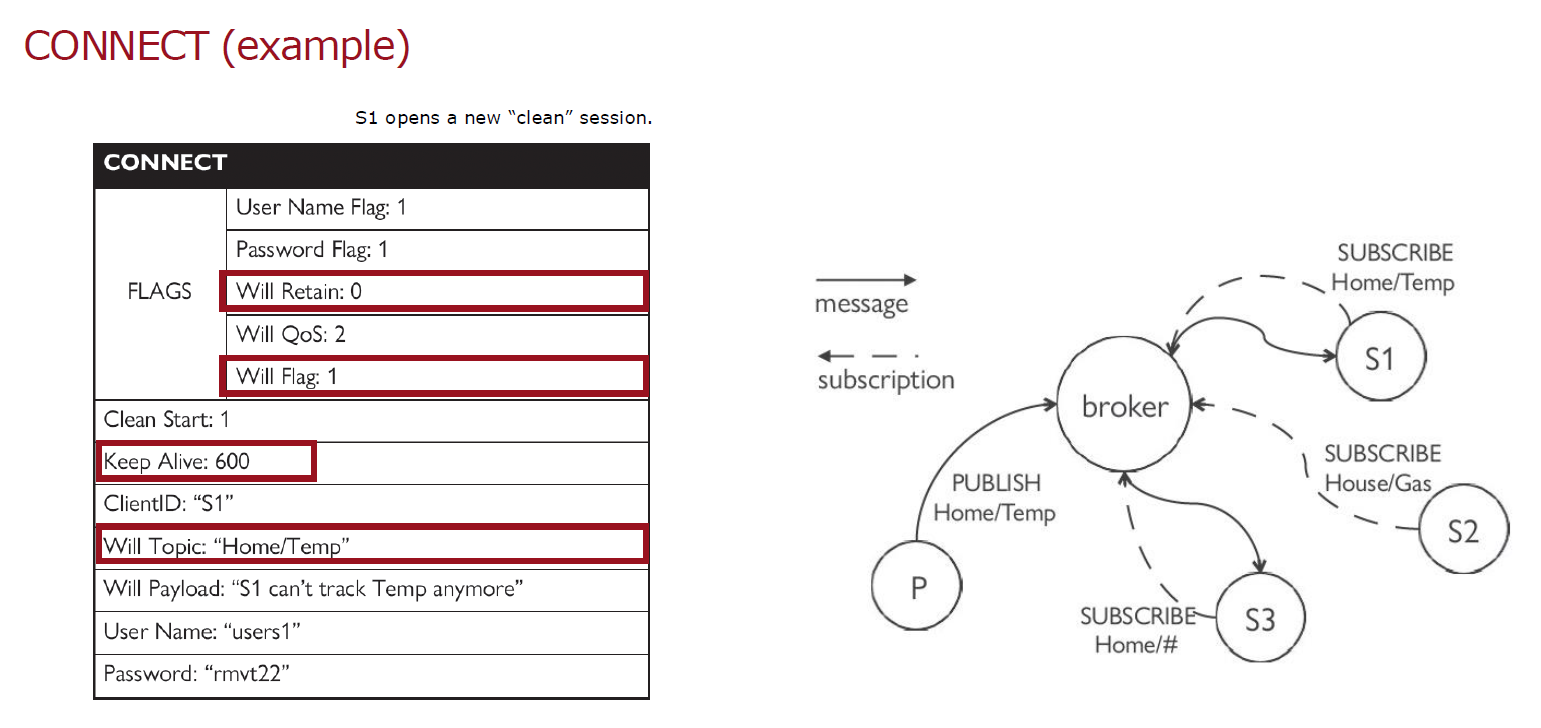 CONNECT (example)
S1 opens a new “clean” session.
CONNECT
FLAGS
User Name Flag: 1
Password Flag: 1
Will Retain: 0
Will QoS: 2
Will Flag: 1
Clean Start: 1
Keep Alive: 600
ClientID: “S1”
Will Topic: “Home/Temp”
Will Payload: “S1 can’t track Temp anymore”
User Name: “users1”
Password: “rmvt22”
message
subscription
broker
SUBSCRIBE
Home/Temp
S1
SUBSCRIBE
House/Gas
S2
PUBLISH
Home/Temp
P
SUBSCRIBE
Home/#
S3